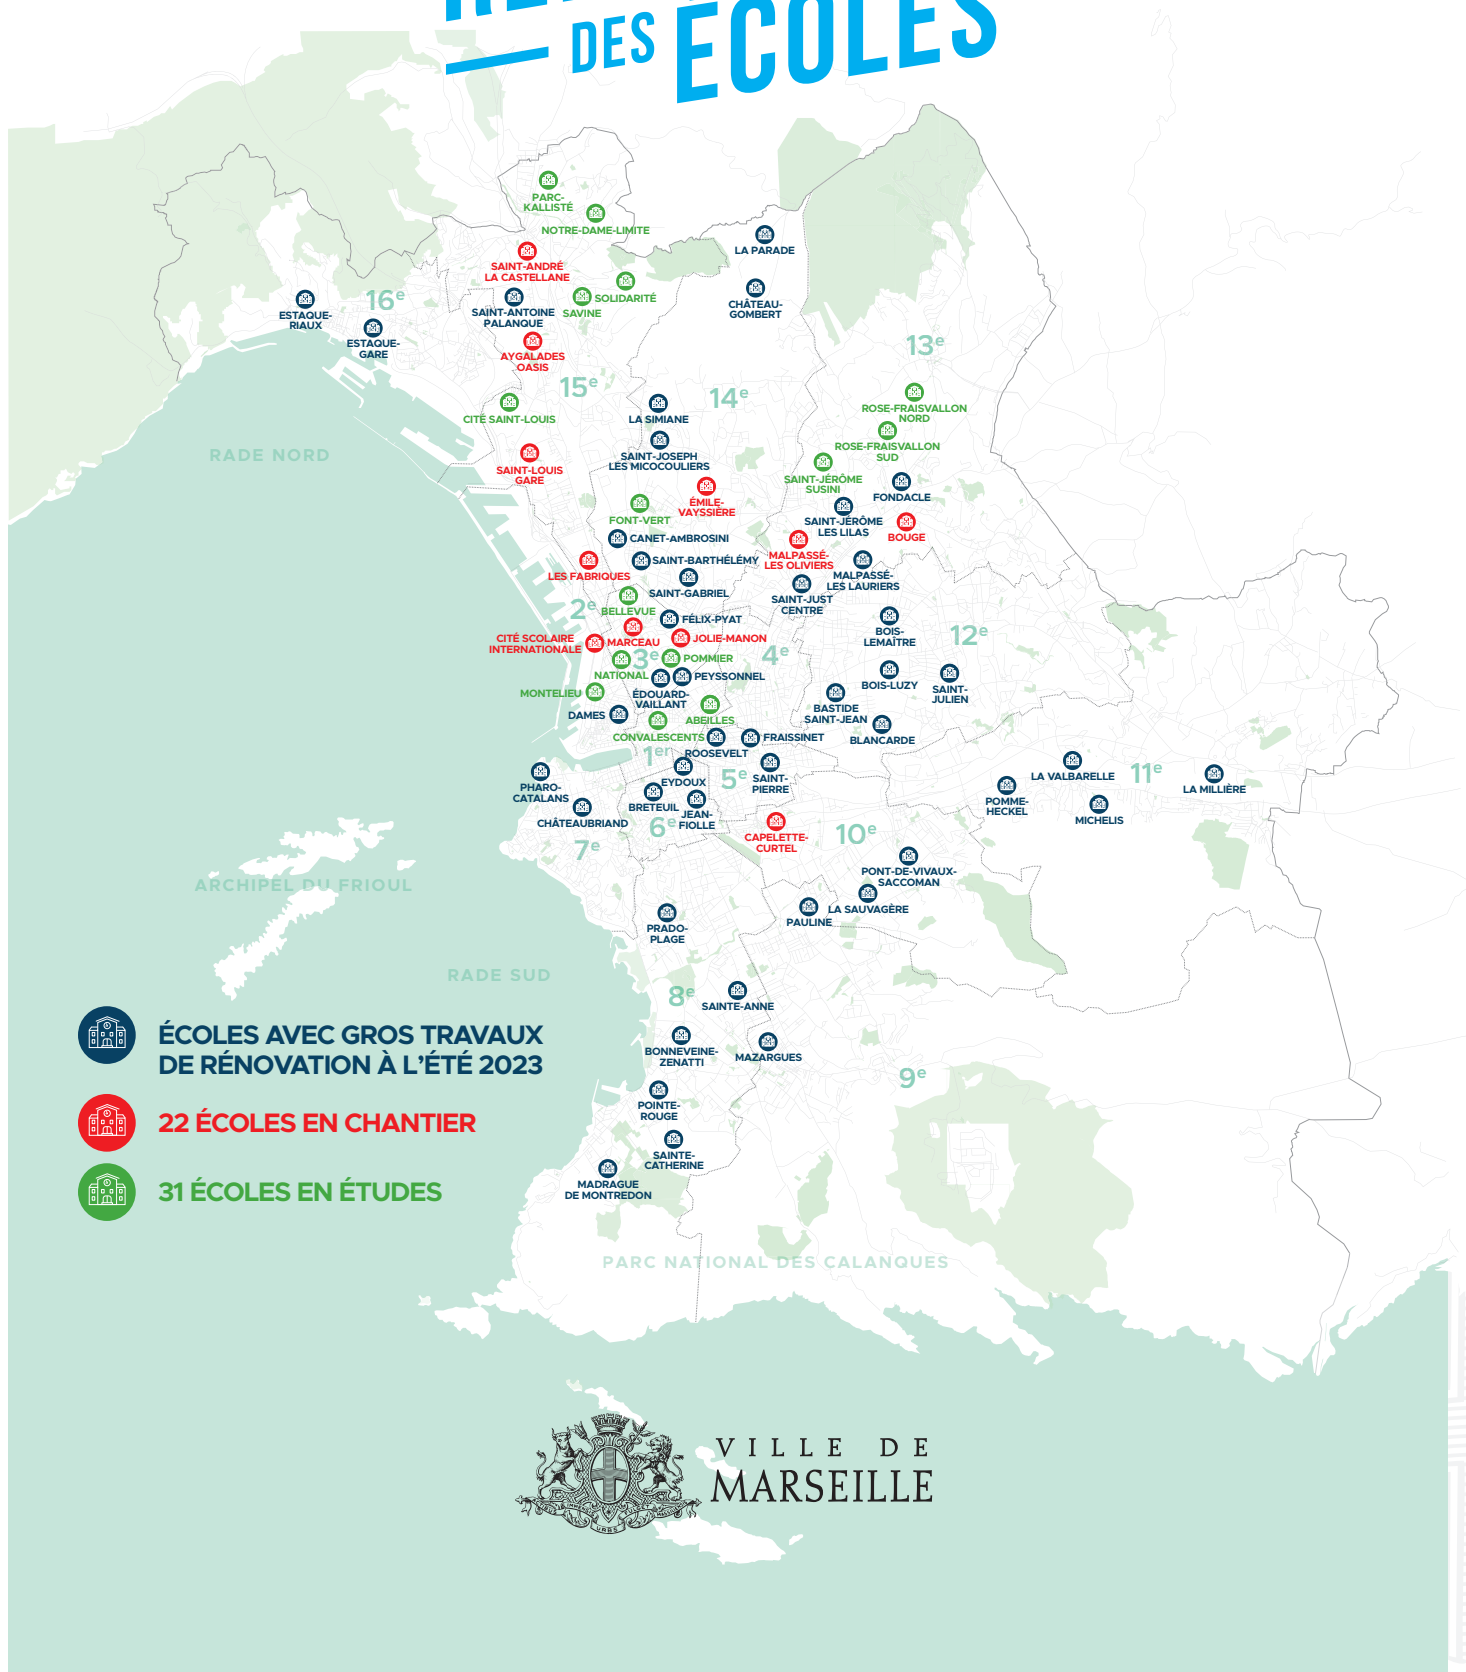 DES ÉCOLES
PARC-
KALLISTÉ
NOTRE-DAME-LIMITE
LA PARADE
SAINT-ANDRÉ
LA CASTELLANE
SOLIDARITÉ
SAVINE
CHÂTEAU-
GOMBERT
ESTAQUE-
RIAUX
16e
SAINT-ANTOINE
PALANQUE
ESTAQUE-
GARE
AYGALADES
OASIS
13e
15e
14e
CITÉ SAINT-LOUIS
LA SIMIANE
ROSE-FRAISVALLON
NORD
ROSE-FRAISVALLON
SUD
RADE NORD
SAINT-JOSEPH
LES MICOCOULIERS
SAINT-LOUIS
GARE
SAINT-JÉRÔME
SUSINI
FONDACLE
ÉMILE-
VAYSSIÈRE
FONT-VERT
SAINT-JÉRÔME
LES LILAS
BOUGE
CANET-AMBROSINI
MALPASSÉ-
LES OLIVIERS
SAINT-BARTHÉLÉMY
LES FABRIQUES
MALPASSÉ-
LES LAURIERS
SAINT-GABRIEL
SAINT-JUST
CENTRE
2e
BELLEVUE
FÉLIX-PYAT
BOIS-
LEMAÎTRE
12e
CITÉ SCOLAIRE
INTERNATIONALE
MARCEAU
JOLIE-MANON
3e
POMMIER
4e
NATIONAL
PEYSSONNEL
BOIS-LUZY
SAINT-
JULIEN
MONTELIEU
ÉDOUARD-
VAILLANT
DAMES
ABEILLES
BASTIDE
SAINT-JEAN
BLANCARDE
CONVALESCENTS
FRAISSINET
ROOSEVELT
1er
EYDOUX
5e
SAINT-
PIERRE
LA VALBARELLE
11e
LA MILLIÈRE
PHARO-
CATALANS
BRETEUIL
JEAN-
FIOLLE
POMME-
HECKEL
MICHELIS
CHÂTEAUBRIAND
6e
7e
CAPELETTE-
CURTEL
10e
PONT-DE-VIVAUX-
SACCOMAN
ARCHIPEL DU FRIOUL
LA SAUVAGÈRE
PAULINE
PRADO-
PLAGE
RADE SUD
8e
SAINTE-ANNE
ÉCOLES AVEC GROS TRAVAUX
DE RÉNOVATION À L'ÉTÉ 2023
BONNEVEINE-
ZENATTI
MAZARGUES
9e
22 ÉCOLES EN CHANTIER
POINTE-
ROUGE
SAINTE-
CATHERINE
31 ÉCOLES EN ÉTUDES
MADRAGUE
DE MONTREDON
PARC NATIONAL DES CALANQUES
VILLE DE
MARSEILLE